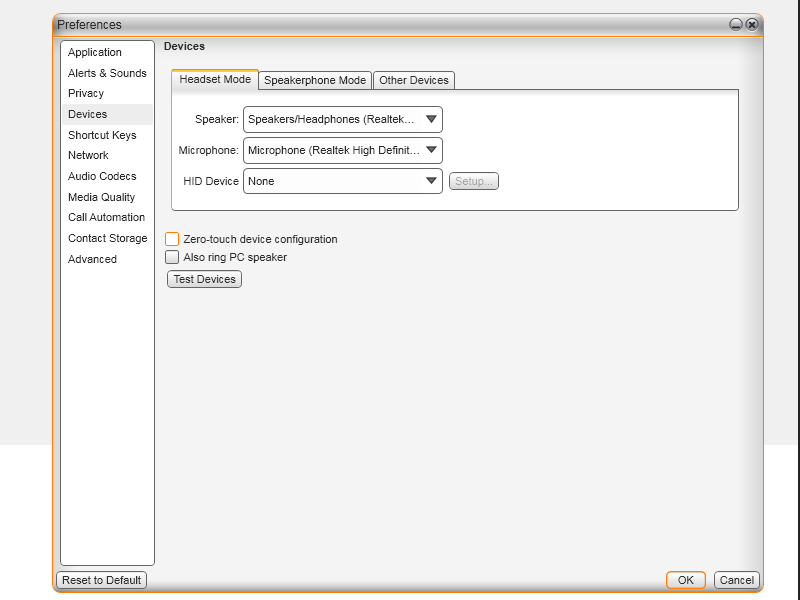 Preferences
Application
Alerts & Sounds
Privacy
Devices
Shortcut Keys
Network
Audio Codecs
Media Quality
Call Automation
Contact Storage
Advanced
Devices
Headset Mode
Speakerphone Mode
Other Devices
Speaker: Speakers/Headphones (Realtek...
Microphone: Microphone (Realtek High Definit...
HID Device None Setup...
Zero-touch device configuration
Also ring PC speaker
Test Devices
Reset to Default
OK
Cancel